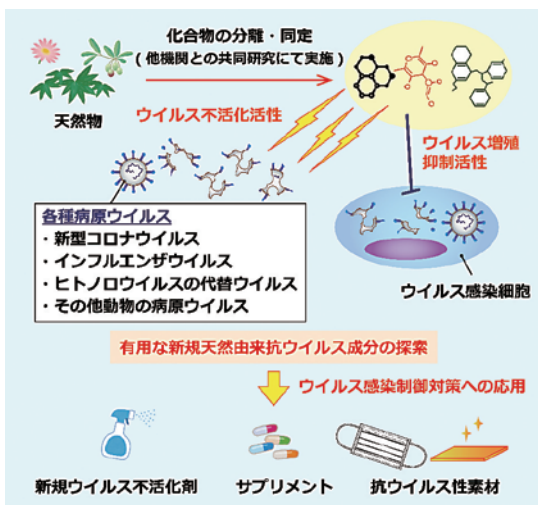 化合物の分離・同定
(他機関との共同研究にて実施)
天然物
ウイルス不活化活性
ウイルス増殖
抑制活性
各種病原ウイルス
・新型コロナウイルス
・インフルエンザウイルス
・ヒトノロウイルスの代替ウイルス
・その他動物の病原ウイルス
ウイルス感染細胞
有用な新規天然由来抗ウイルス成分の探索
ウイルス感染制御対策への応用
新規ウイルス不活化剤
サプリメント
抗ウイルス性素材